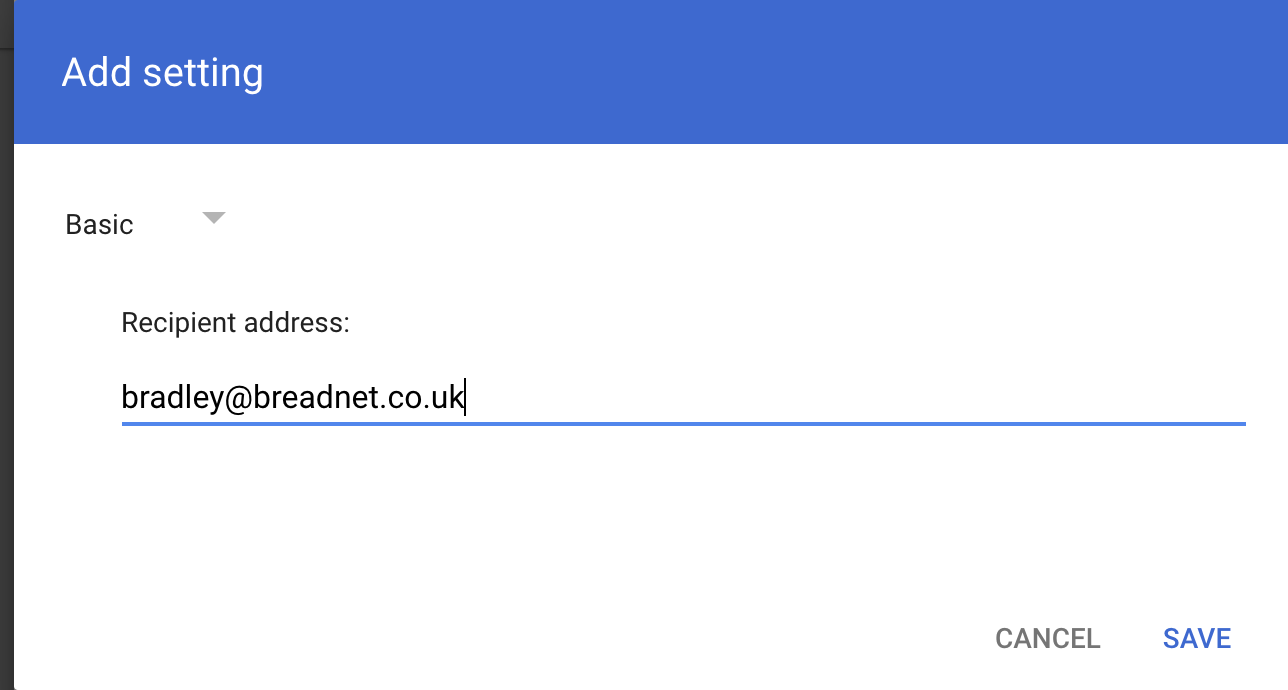 Add setting
Basic
Recipient address:
bradley@breadnet.co.uk
CANCEL SAVE